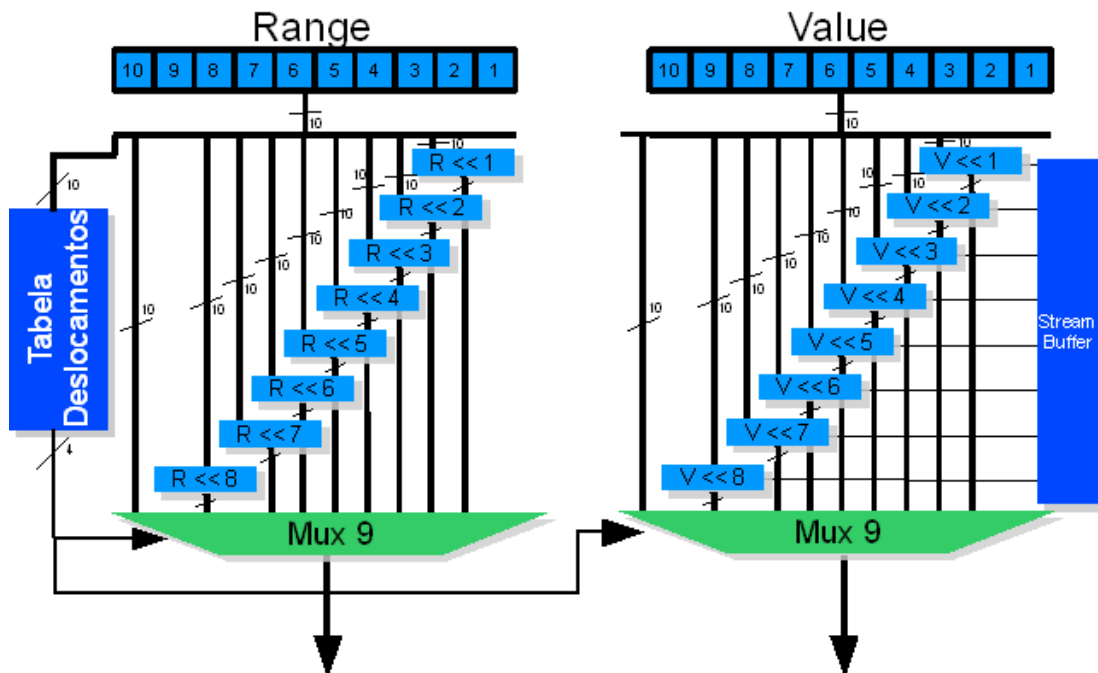 Range
Value
10 9 8 7 6 5 4 3 2 1
10 9 8 7 6 5 4 3 2 1
10
10
10
Tabela
Deslocamentos
4
R <<1
R <<2
R <<3
R <<4
R <<5
R <<6
R <<7
R <<8
10
10
10
10
10
10
10
10
10
Mux 9
V <<1
V <<2
V <<3
V <<4
V <<5
V <<6
V <<7
V <<8
10
10
10
10
10
10
10
10
10
Stream
Buffer
Mux 9